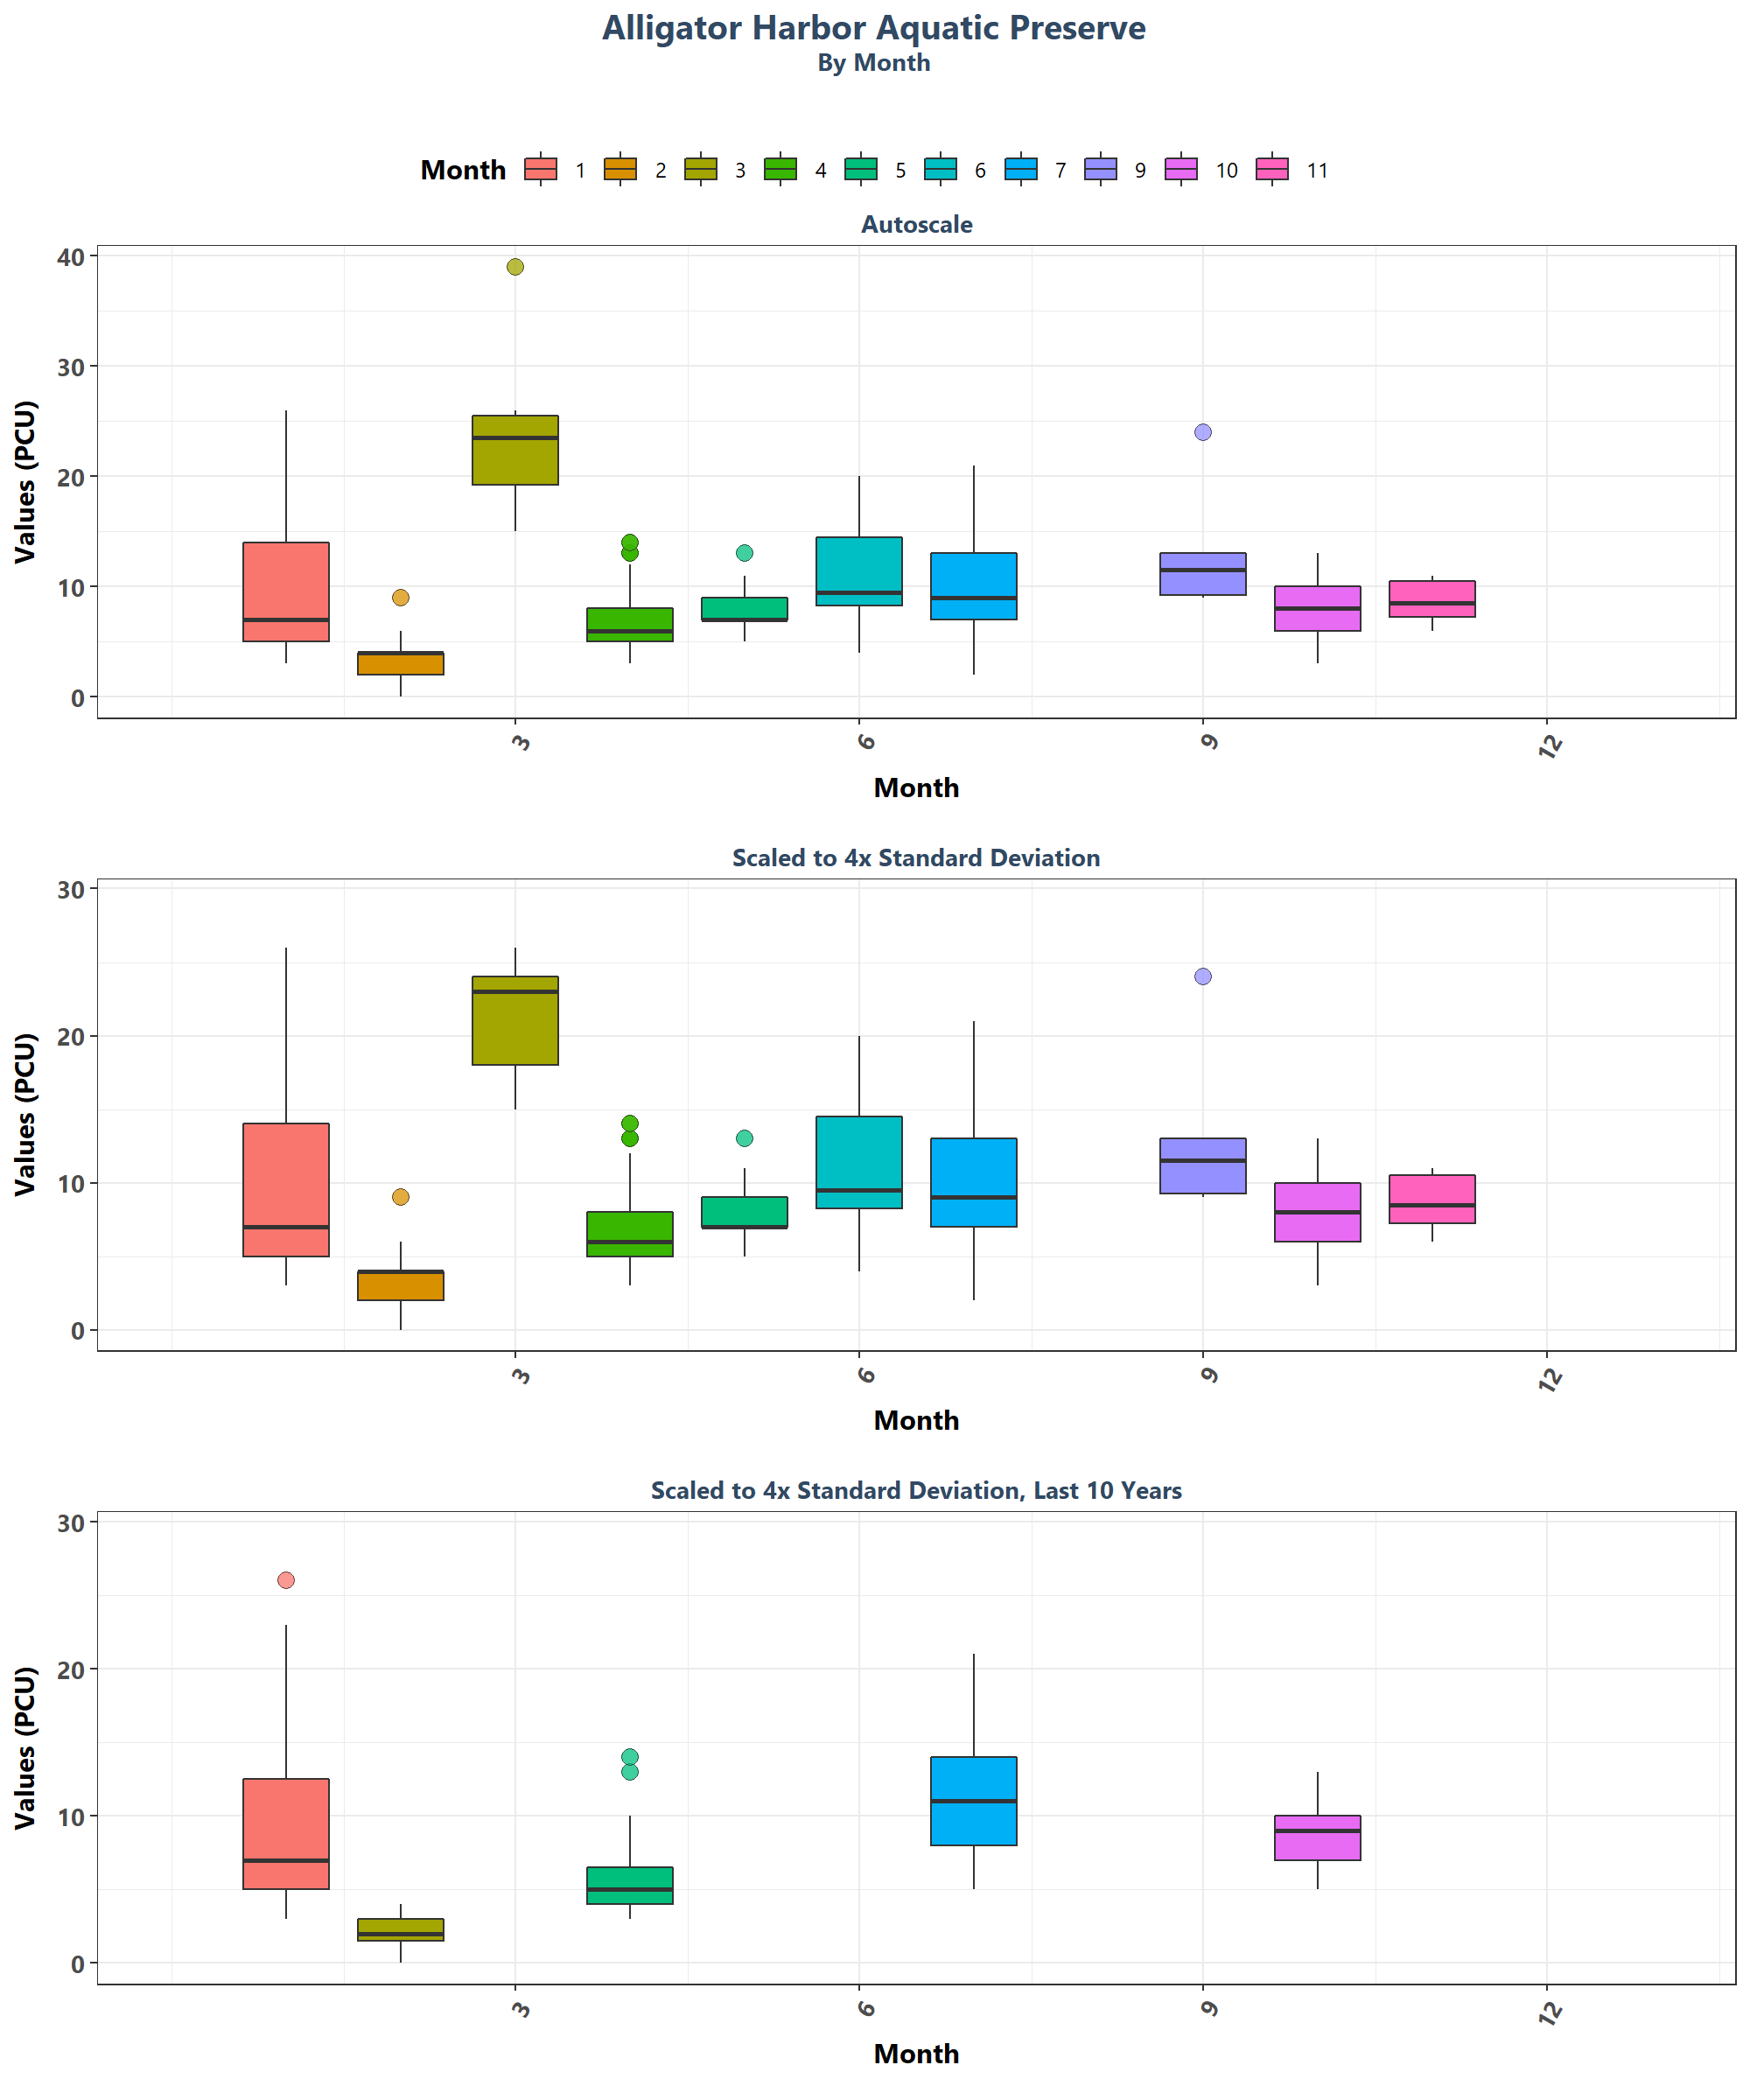 Alligator Harbor Aquatic Preserve
By Month
Month 1 2 3 4 5 6 7 9 10 11
Autoscale
Values (PCU)
40
30
20
10
0
3 6 9 12
Month
Scaled to 4x Standard Deviation
Values (PCU)
30
20
10
0
3 6 9 12
Month
Scaled to 4x Standard Deviation, Last 10 Years
Values (PCU)
30
20
10
0
3 6 9 12
Month